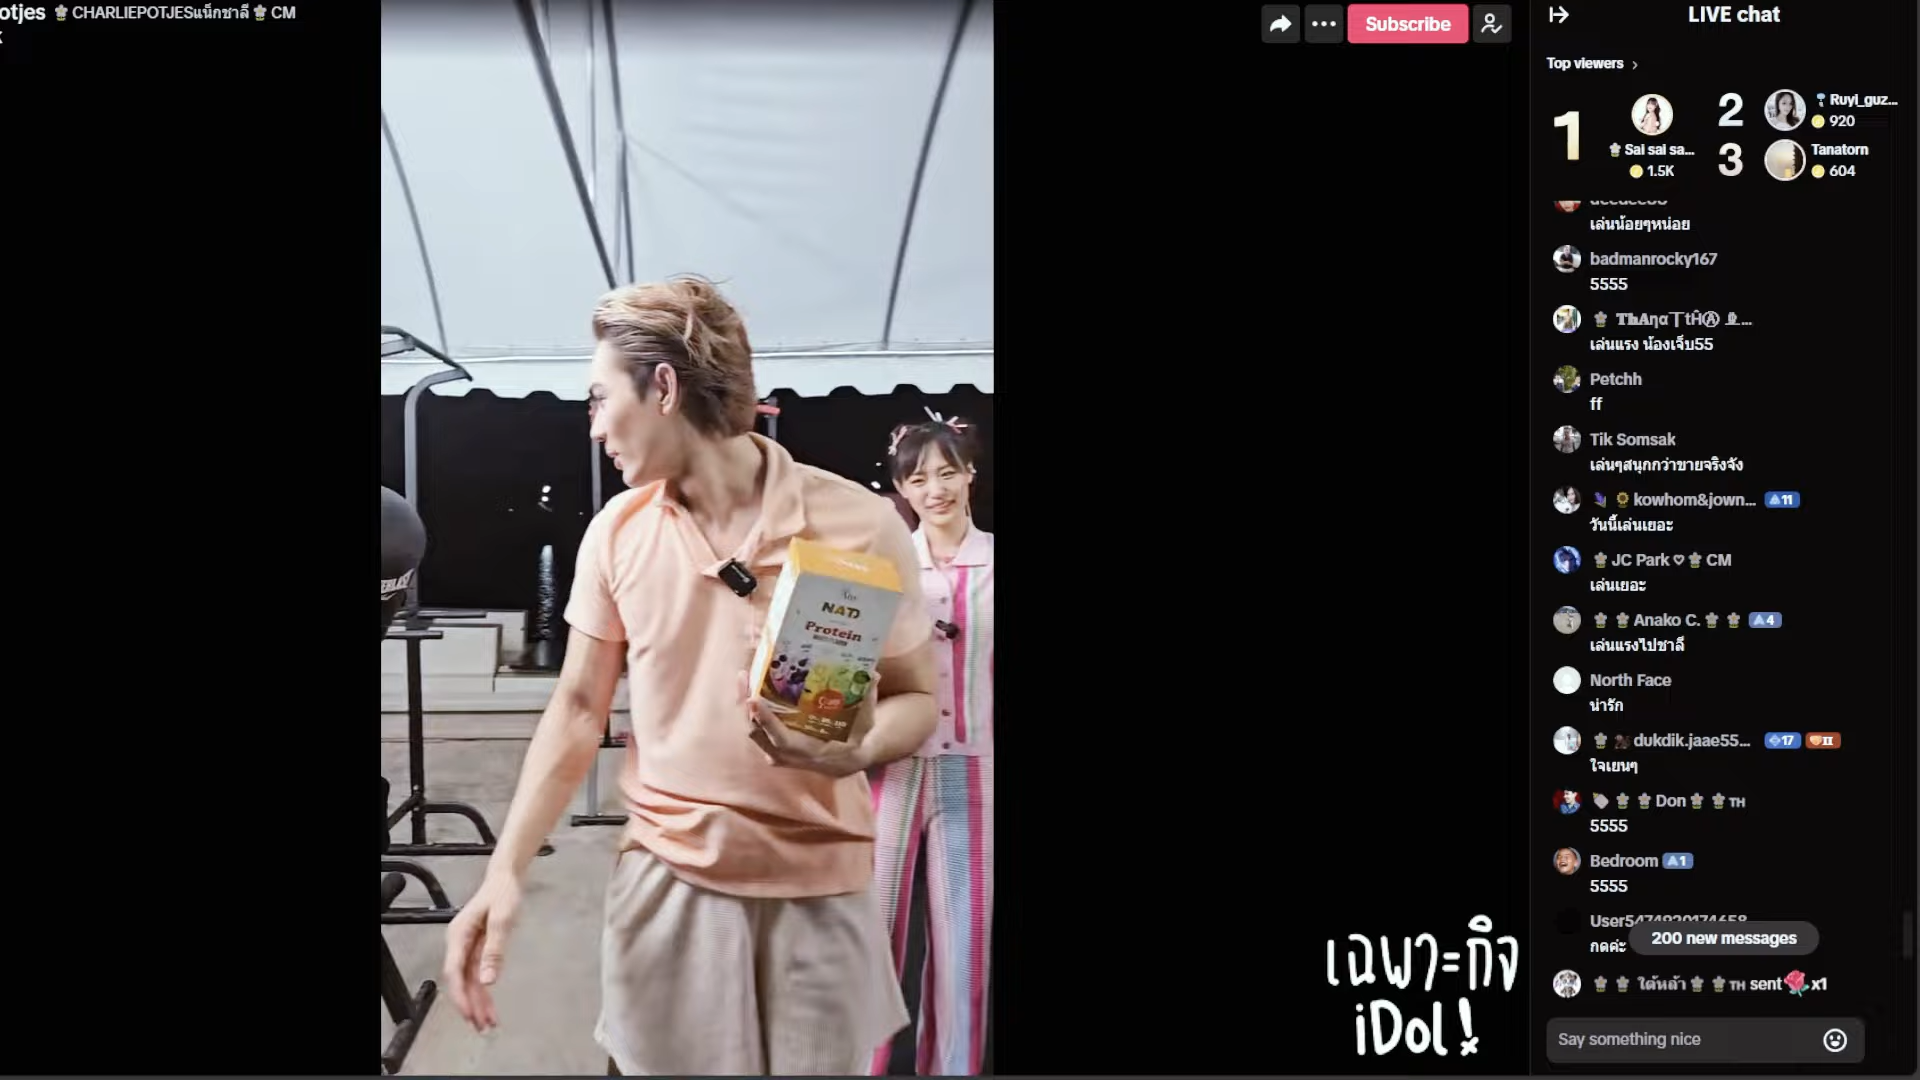 otjes CHARLIEPOTJESแน็กชาลี CM
Subscribe
LIVE chat
Top viewers
1
Sai sai sa...
1.5K
2
Ruyi_guz...
920
3
Tanatorn
604
เล่นน้อยๆหน่อย
badmanrocky167
5555
เล่นแรง น้องเจ็บ55
Petchh
ff
Tik Somsak
เล่นๆสนุกกว่าขายจริงจัง
kowhom&jown... 11
วันนี้เล่นเยอะ
JC Park ♡ CM
เล่นเยอะ
Anako C. 4
เล่นแรงไปชาลี
North Face
น่ารัก
dukdik.jaae55... 17 II
ใจเยนๆ
Don TH
5555
Bedroom 1
5555
User5474920174658
กดค่ะ
200 new messages
ใต้หล้า TH sent x1
Say something nice
NATJ
Protein
เฉพาะกิจ
iDol!